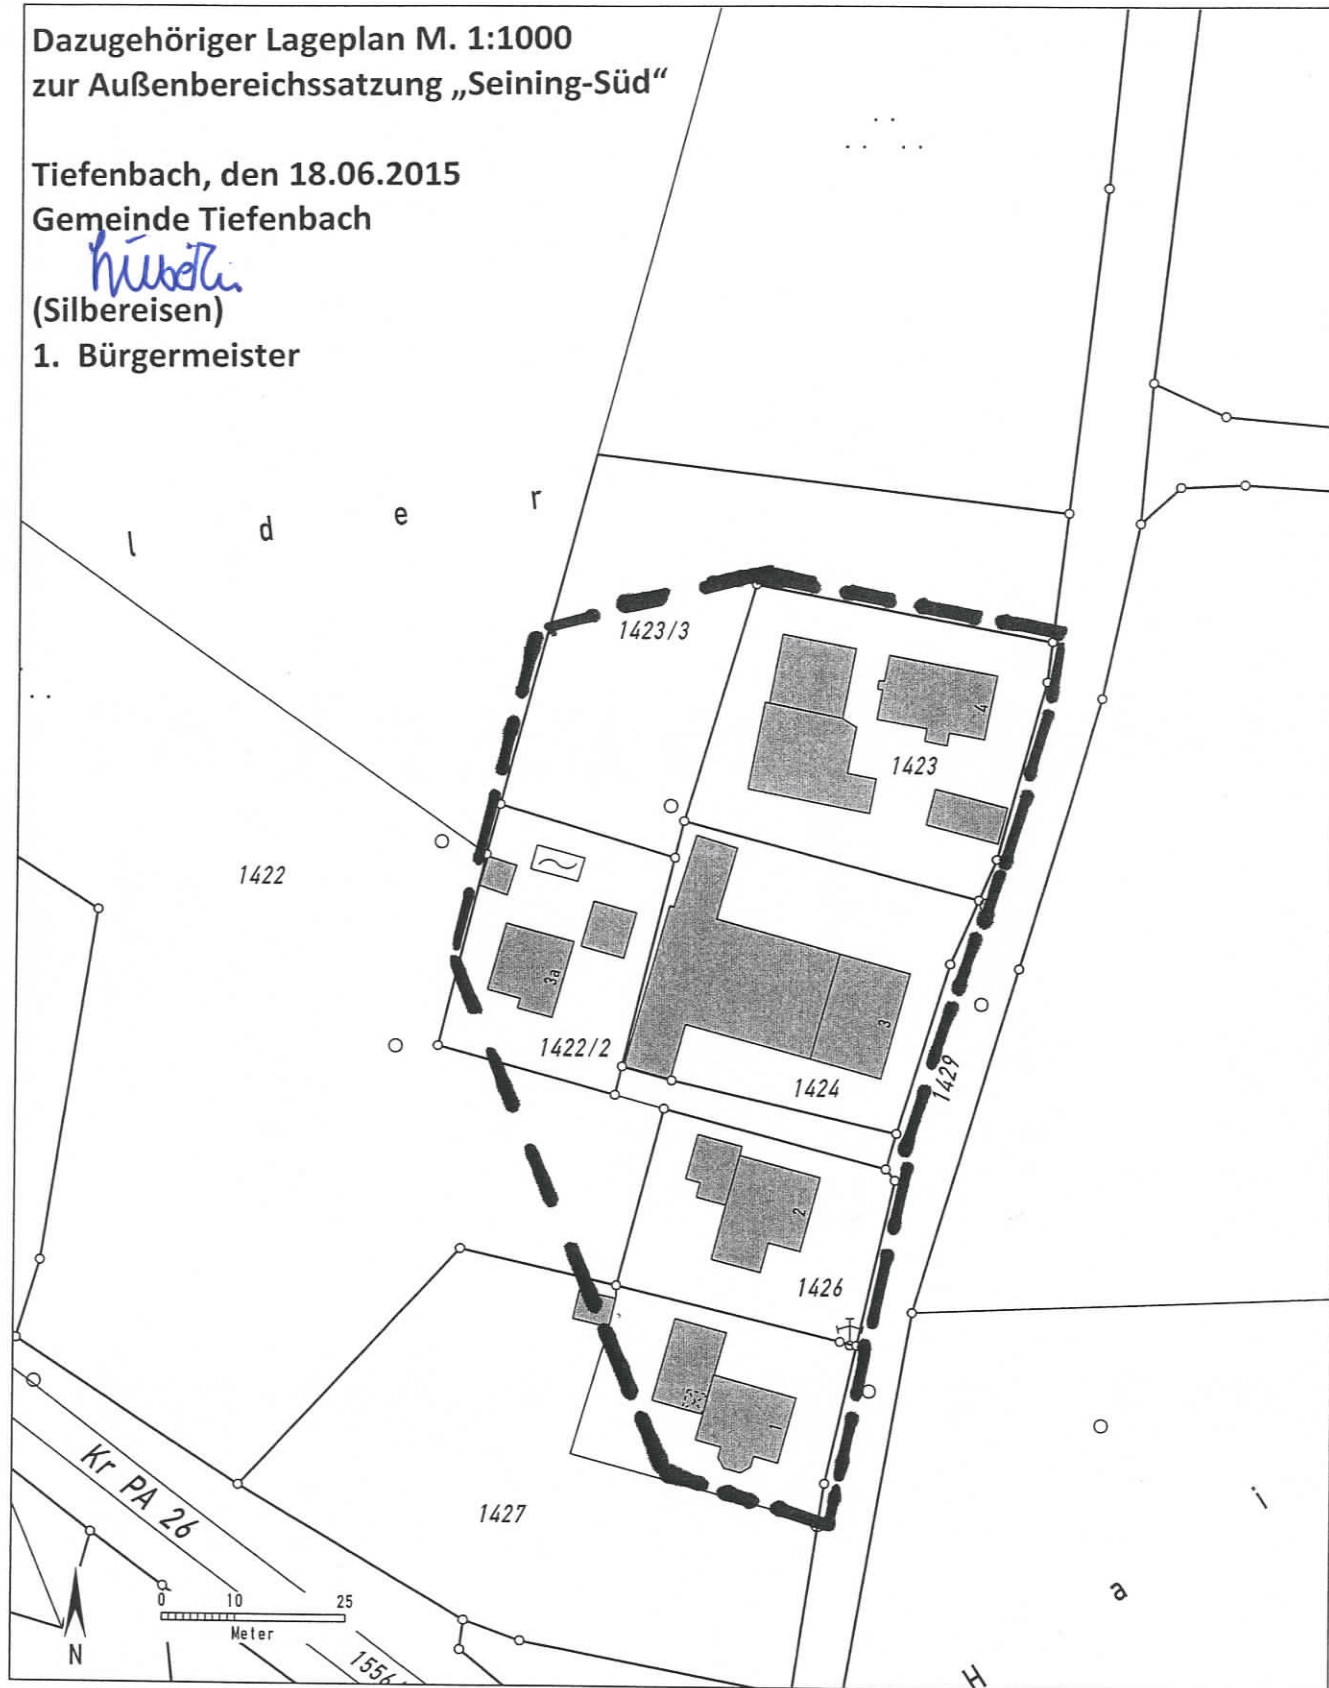 Dazugehöriger Lageplan M. 1:1000
zur Außenbereichssatzung „Seining-Süd“
Tiefenbach, den 18.06.2015
Gemeinde Tiefenbach
(Silbereisen)
1. Bürgermeister
l d e r
1423/3
4
1423
1422
3a
3
1422/2
1424
1429
2
1426
1
1427
Kr PA 26
0 10 25
Meter
N
1556/
H a i